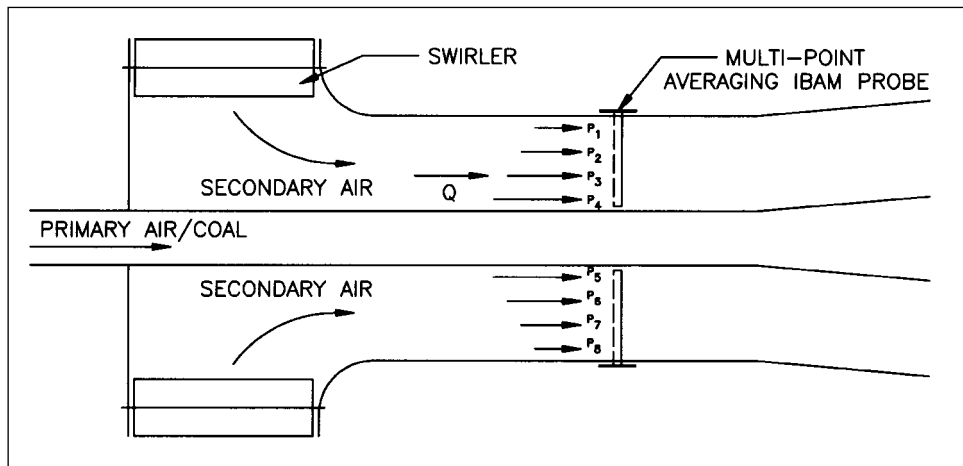 SWIRLER
MULTI-POINT
AVERAGING IBAM PROBE
P1
P2
P3
P4
SECONDARY AIR
Q
PRIMARY AIR/COAL
SECONDARY AIR
P5
P6
P7
P8